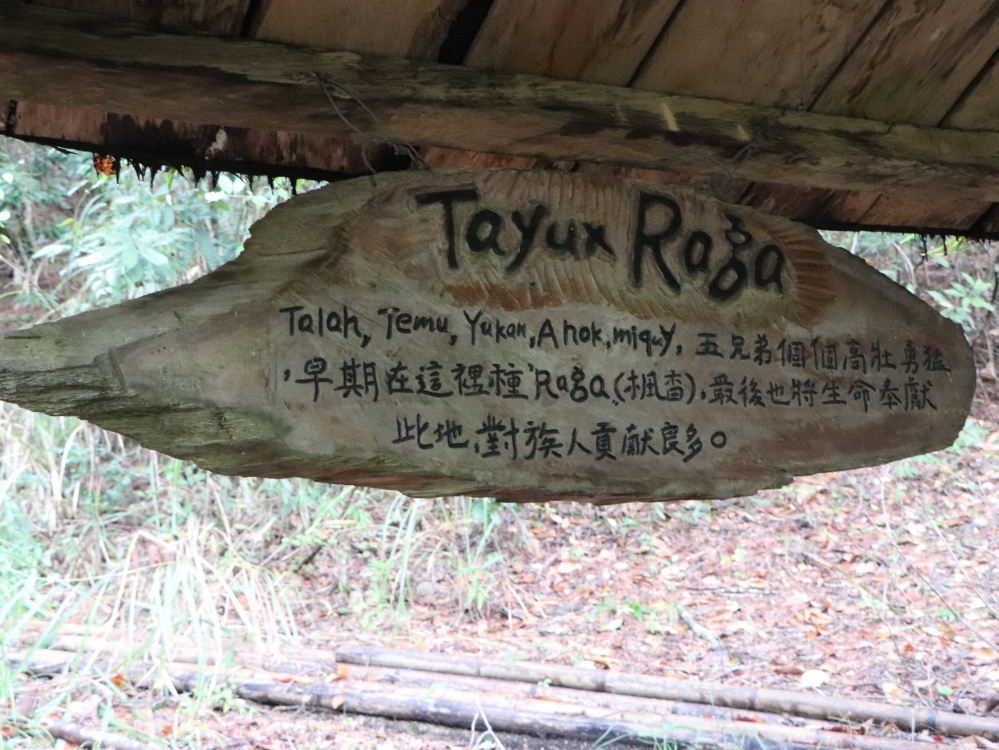 Tayux Raga
Talah, Temu, Yukan, Ahok, miquy, 五兄弟個個高壯勇猛
,早期在這裡種Raga(楓香),最後也將生命奉獻
此地,對族人貢獻良多。